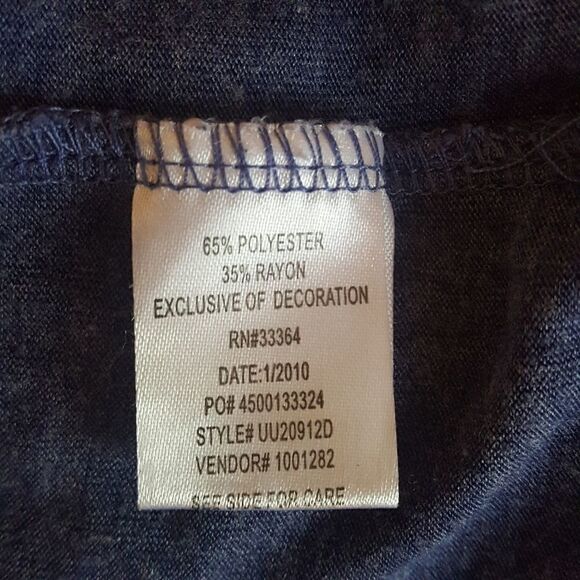 65% POLYESTER
35% RAYON
EXCLUSIVE OF DECORATION
RN#33364
DATE:1/2010
PO# 4500133324
STYLE# UU20912D
VENDOR# 1001282
SEE SIDE FOR CARE